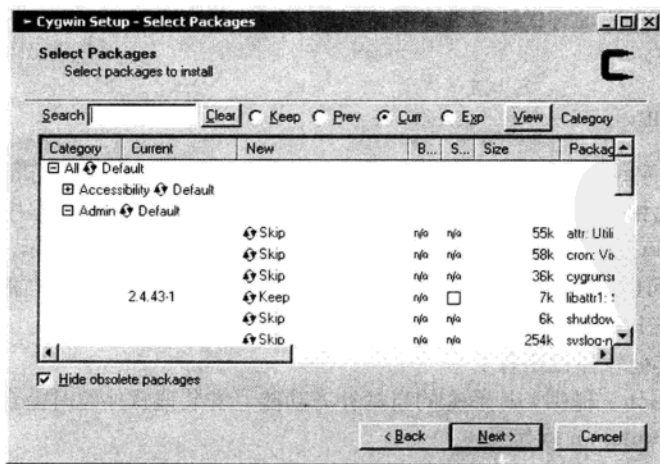 Cygwin Setup - Select Packages
Select Packages
Select packages to install
Search Clear Keep Prev Curr Exp View Category
Category Current New B... S... Size Packag
All Default
Accessibility Default
Admin Default
Skip n/a n/a 55k attr: Utili
Skip n/a n/a 58k cron: Vi
Skip n/a n/a 36k cygruns
2.4.43-1 Keep n/a 7k libattr1:
Skip n/a n/a 6k shutdow
Skip n/a n/a 254k syslog-n
Hide obsolete packages
< Back Next > Cancel